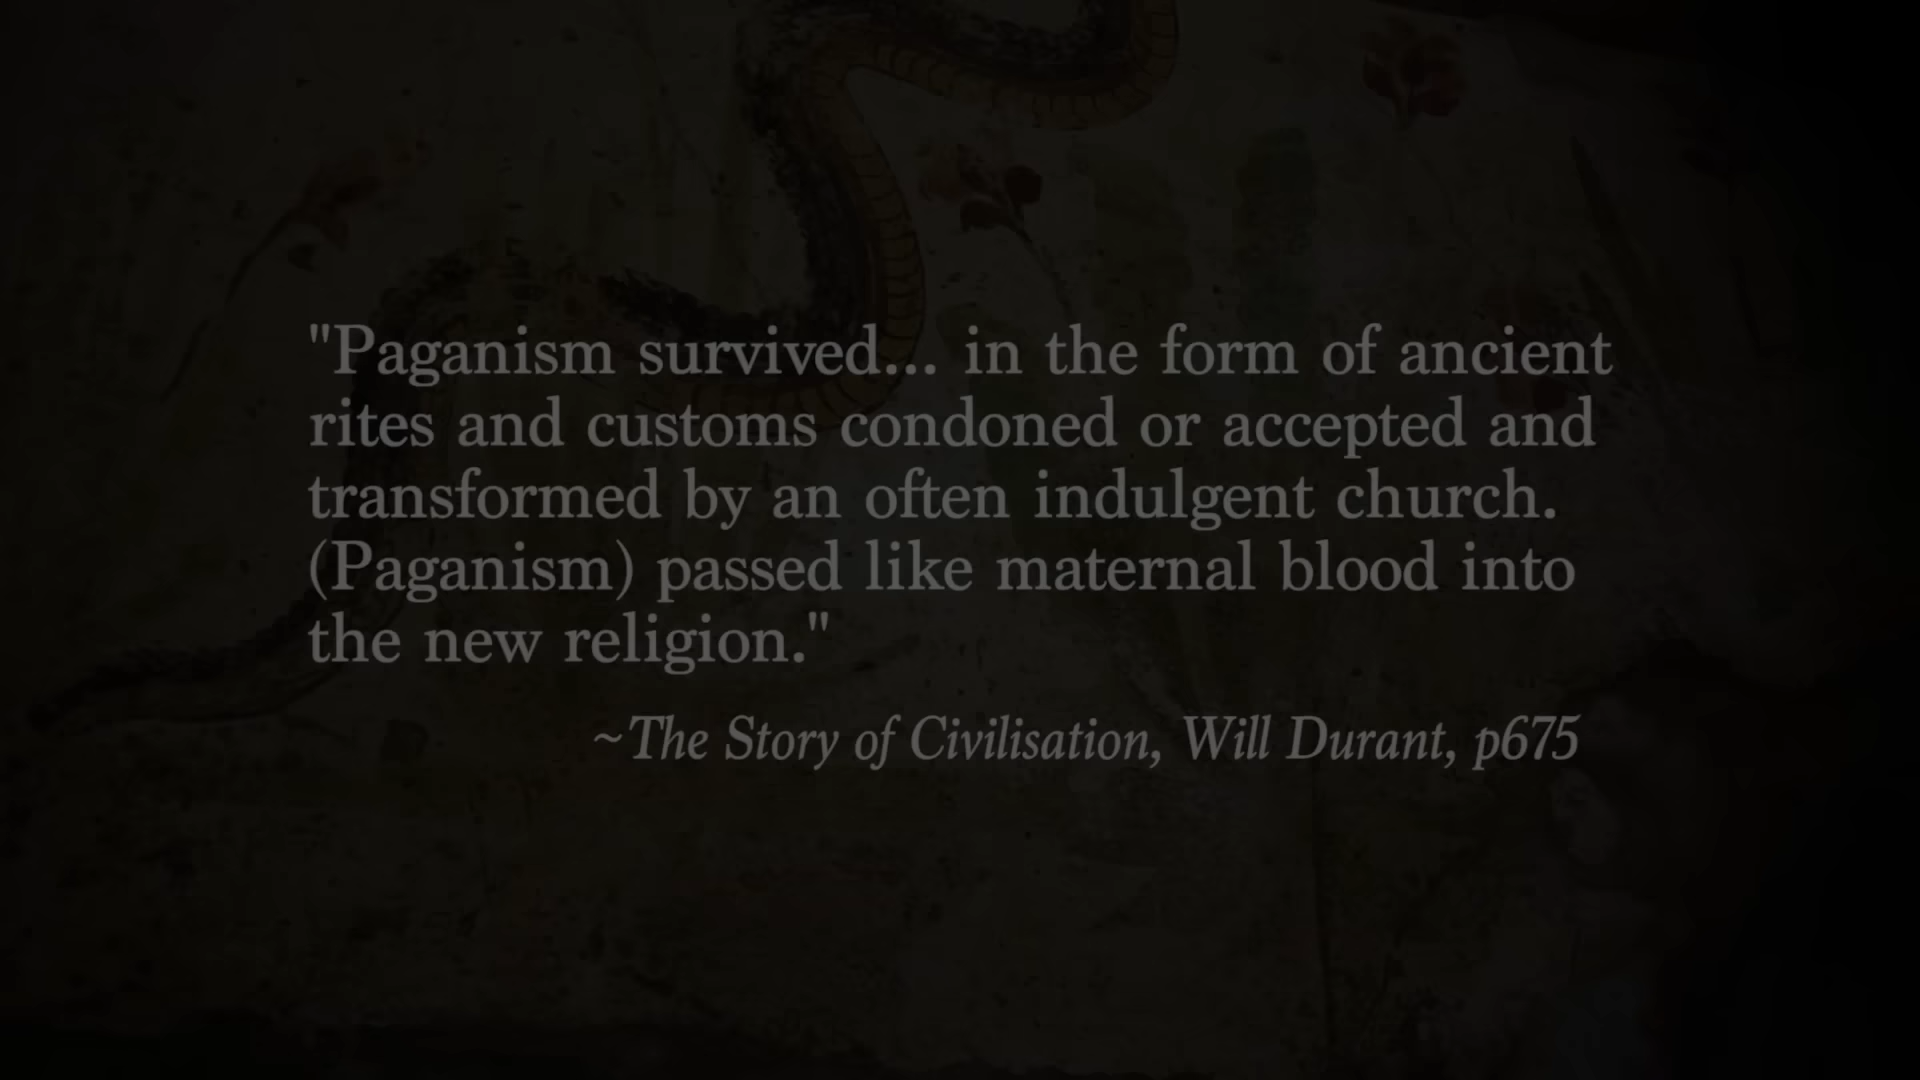 "Paganism survived... in the form of ancient
rites and customs condoned or accepted and
transformed by an often indulgent church.
(Paganism) passed like maternal blood into
the new religion."
~The Story of Civilisation, Will Durant, p675